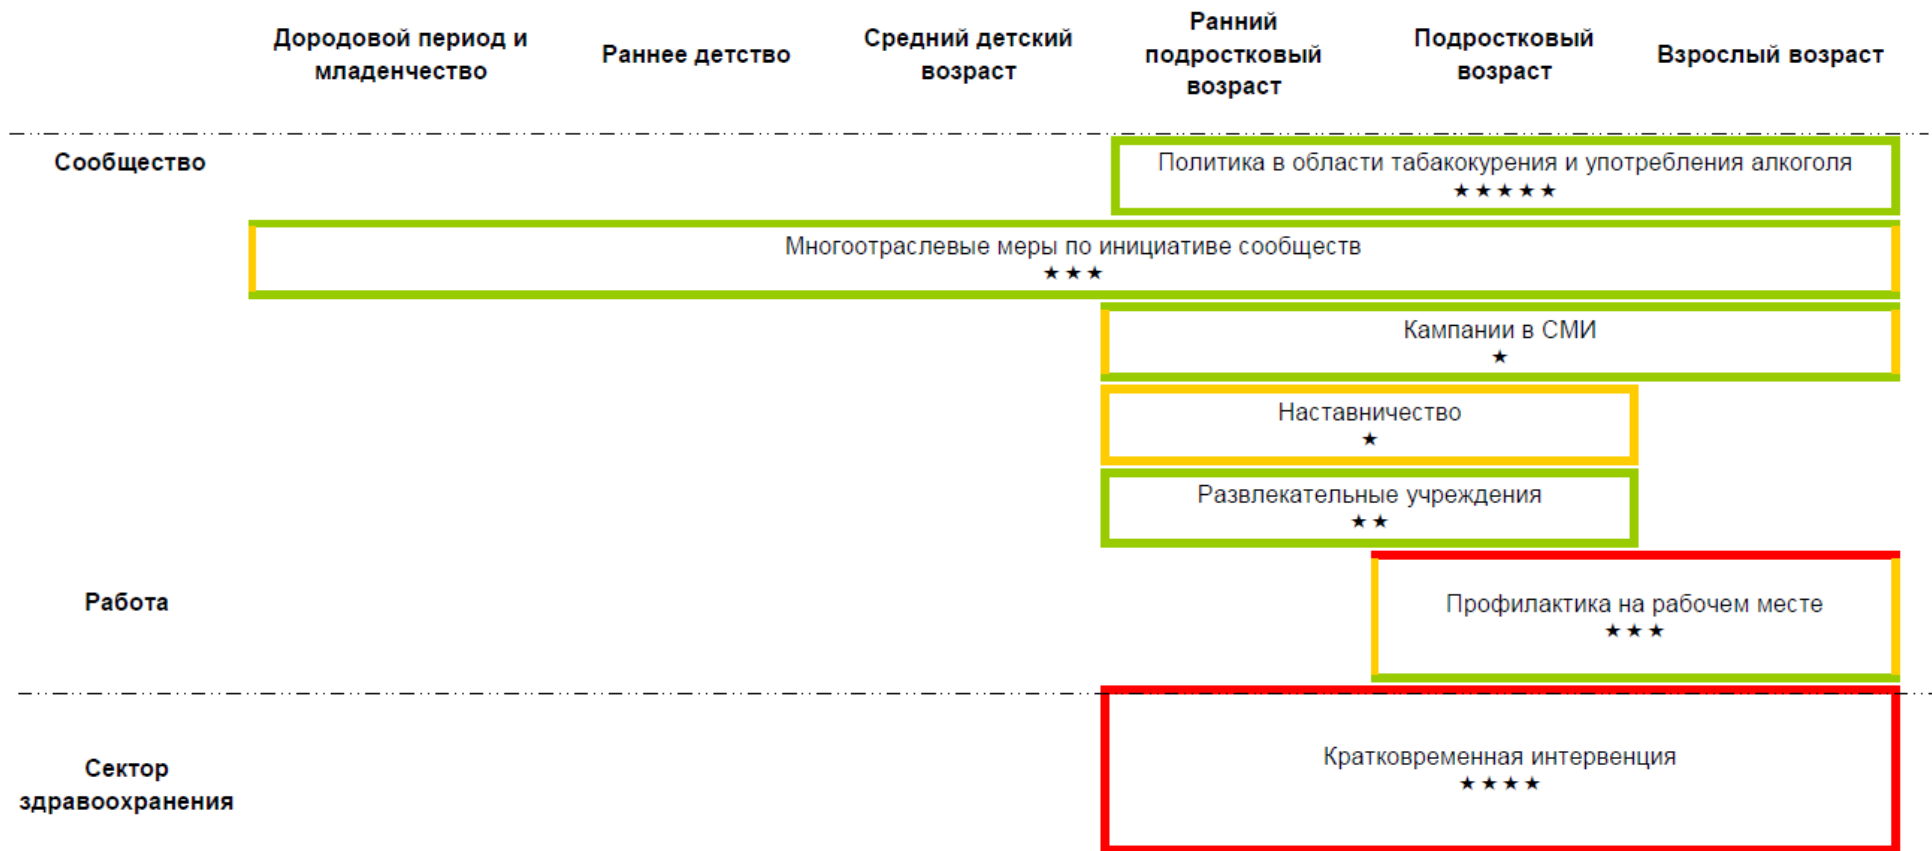 Дородовой период и
младенчество
Раннее детство
Средний детский
возраст
Ранний
подростковый
возраст
Подростковый
возраст
Взрослый возраст
Сообщество
Политика в области табакокурения и употребления алкоголя
★★★★★
Многоотраслевые меры по инициативе сообществ
★★★
Кампании в СМИ
★
Наставничество
★
Развлекательные учреждения
★★
Работа
Профилактика на рабочем месте
★★★
Сектор
здравоохранения
Кратковременная интервенция
★★★★